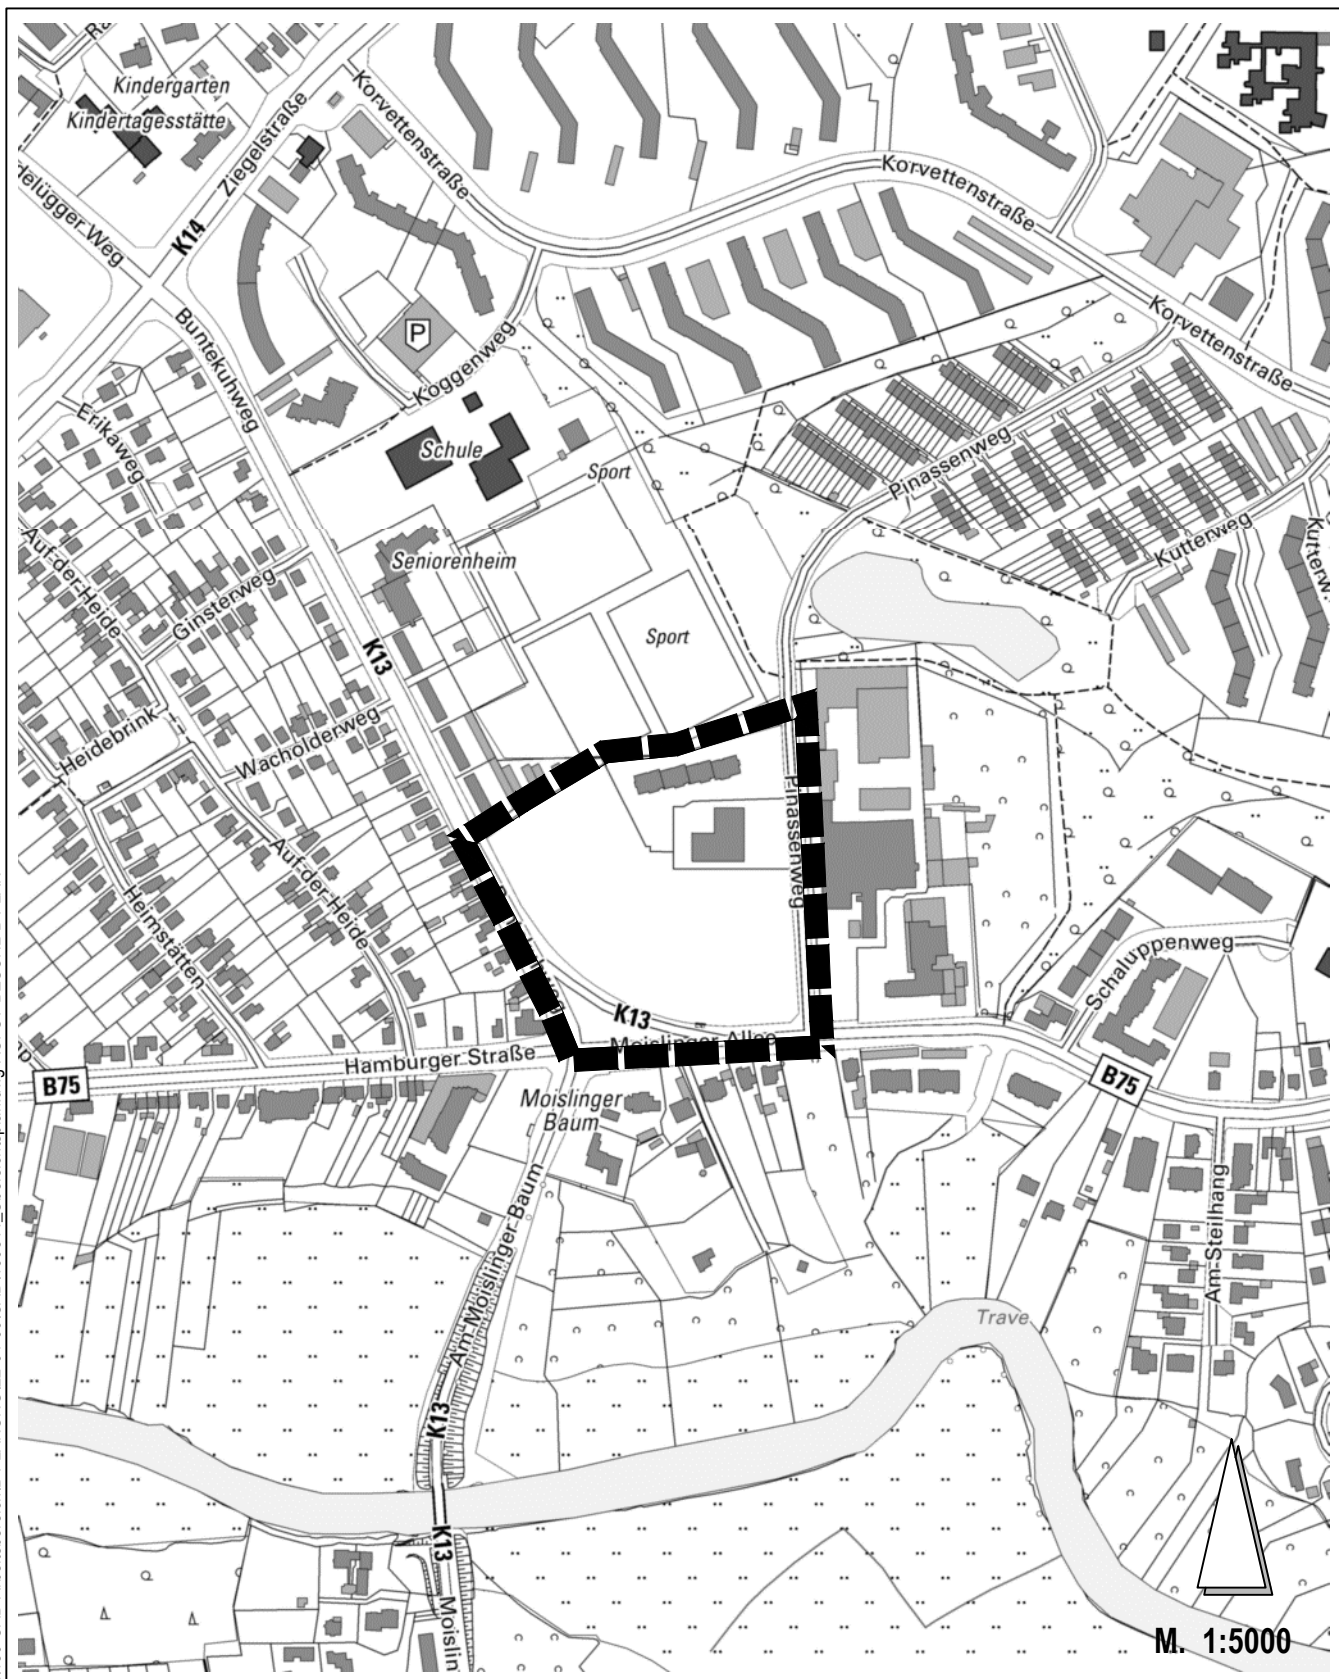 Kindergarten
Kindertagesstätte
Ziegelstraße
K14
Korvettenstraße
Korvettenstraße
Korvettenstraße
Buntekuhweg
P
Koggenweg
Erikaweg
Schule
Sport
Pinassenweg
Auf der Heide
Ginsterweg
Seniorenheim
Kutterweg
Sport
K13
Heidebrink
Wacholderweg
Pinassenweg
Auf der Heide
Heimstätten
Schaluppenweg
K13
Moislinger Allee
Hamburger Straße
B75
B75
Moislinger
Baum
Am Moislinger Baum
Am Steilhang
Trave
K13
K13
M. 1:5000